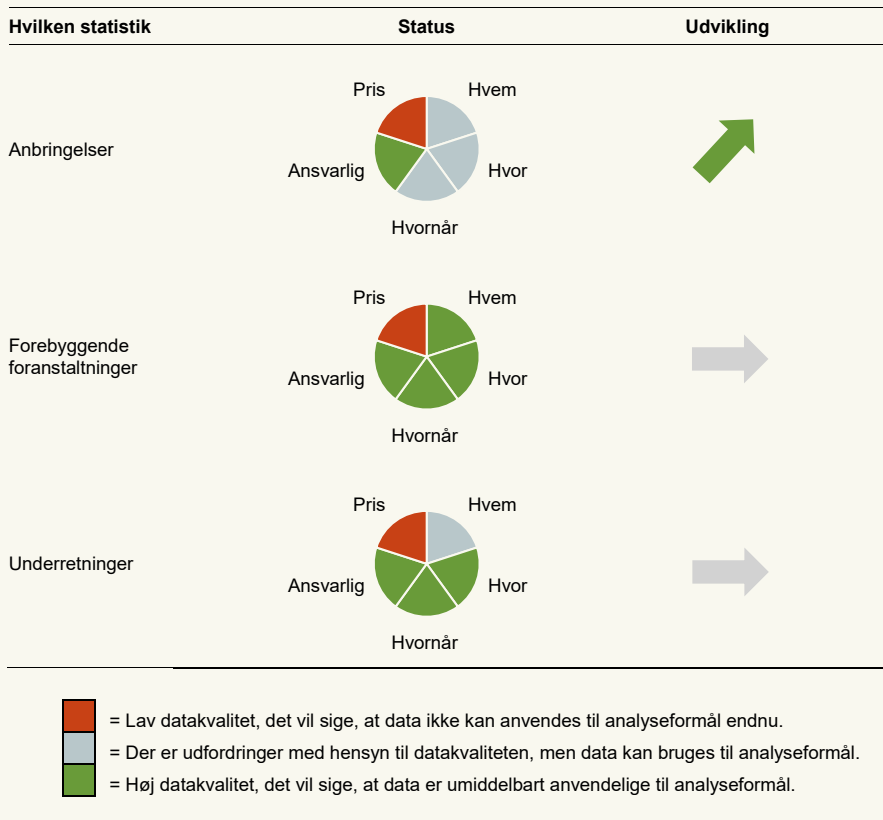 Hvilken statistik Status Udvikling
Pris Hvem
Anbringelser
Ansvarlig Hvor
Hvornår
Pris Hvem
Forebyggende
foranstaltninger
Ansvarlig Hvor
Hvornår
Pris Hvem
Underretninger
Ansvarlig Hvor
Hvornår
= Lav datakvalitet, det vil sige, at data ikke kan anvendes til analyseformål endnu.
= Der er udfordringer med hensyn til datakvaliteten, men data kan bruges til analyseformål.
= Høj datakvalitet, det vil sige, at data er umiddelbart anvendelige til analyseformål.